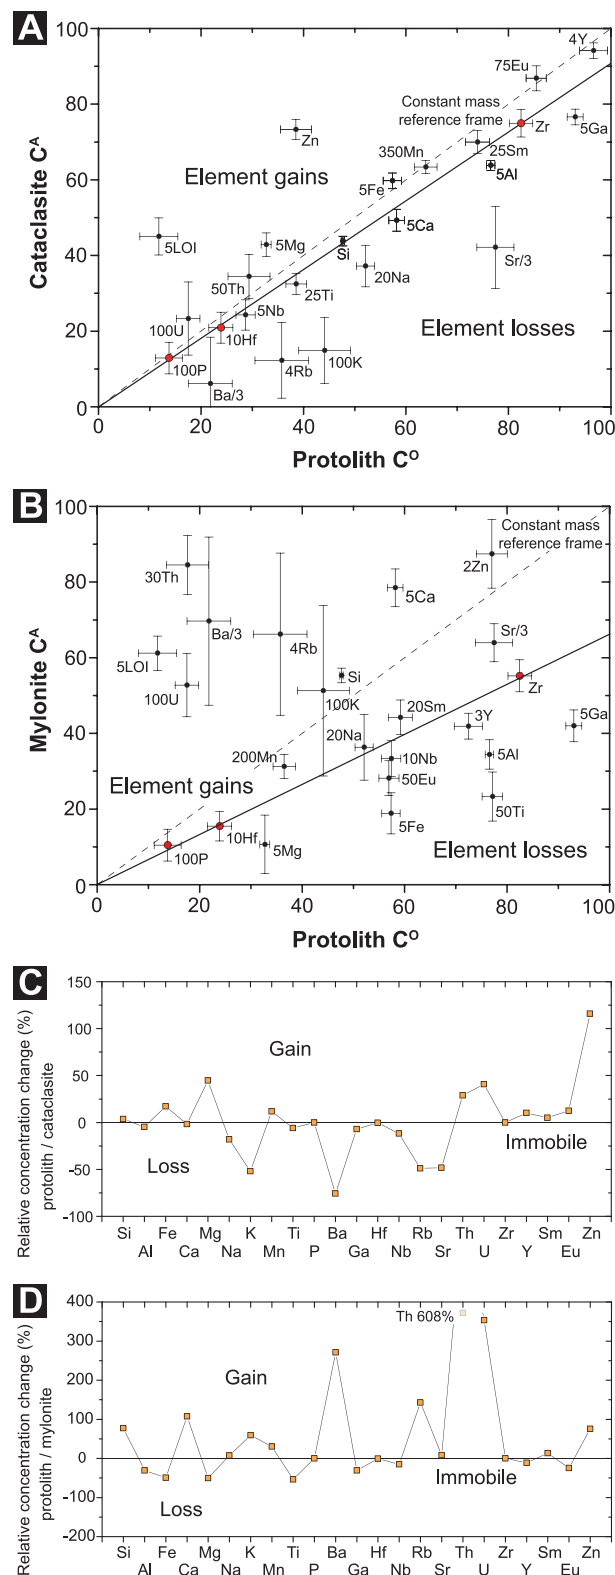 A
100
80
60
40
20
0
Cataclasite Cᴬ
4Y
75Eu
Constant mass
reference frame
Zr
5Ga
Zn
350Mn
25Sm
5Al
Element gains
5Fe
5Ca
5LOI
5Mg
Si
Sr/3
50Th
20Na
25Ti
5Nb
Element losses
100U
10Hf
100P
4Rb
100K
Ba/3
0 20 40 60 80 100
Protolith Cᴼ
B
100
80
60
40
20
0
Mylonite Cᴬ
Constant mass
reference frame
30Th
2Zn
5Ca
Ba/3
4Rb
Sr/3
5LOI
Si
Zr
100U
100K
20Sm
3Y
5Ga
20Na
200Mn
10Nb
5Al
Element gains
50Eu
50Ti
5Fe
10Hf
100P
5Mg
Element losses
0 20 40 60 80 100
Protolith Cᴼ
C
150
100
50
0
-50
-100
Relative concentration change (%)
protolith / cataclasite
Gain
Loss
Immobile
Si Fe Mg K Ti Ba Hf Rb Th Zr Sm Zn
Al Ca Na Mn P Ga Nb Sr U Y Eu
D
400
300
200
100
0
-100
-200
Relative concentration change (%)
protolith / mylonite
Th 608%
Gain
Loss
Immobile
Si Fe Mg K Ti Ba Hf Rb Th Zr Sm Zn
Al Ca Na Mn P Ga Nb Sr U Y Eu